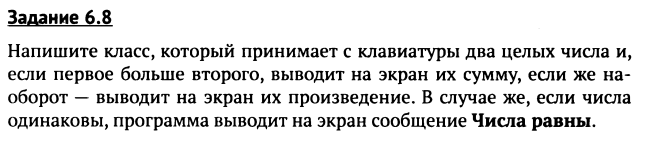 Задание 6.8
Напишите класс, который принимает с клавиатуры два целых числа и,
если первое больше второго, выводит на экран их сумму, если же на-
оборот — выводит на экран их произведение. В случае же, если числа
одинаковы, программа выводит на экран сообщение Числа равны.